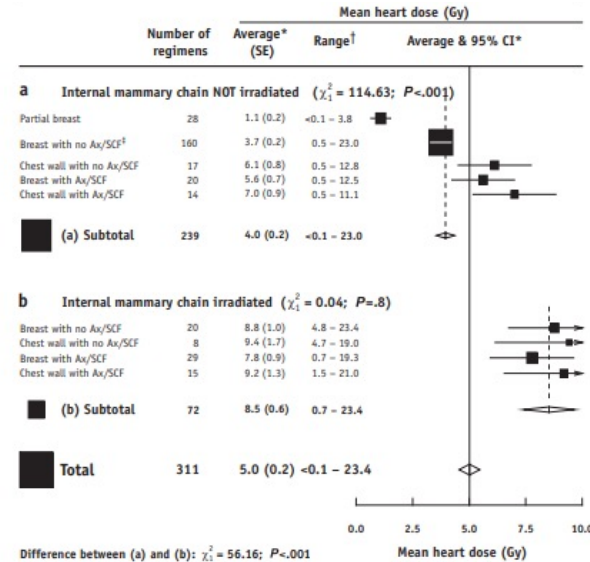 Mean heart dose (Gy)
Number of regimens Average* (SE) Range† Average & 95% CI*
a Internal mammary chain NOT irradiated (χ²₁ = 114.63; P<.001)
Partial breast 28 1.1 (0.2) <0.1 – 3.8
Breast with no Ax/SCF‡ 160 3.7 (0.2) 0.5 – 23.0
Chest wall with no Ax/SCF 17 6.1 (0.8) 0.5 – 12.8
Breast with Ax/SCF 20 5.6 (0.7) 0.5 – 12.5
Chest wall with Ax/SCF 14 7.0 (0.9) 0.5 – 11.1
(a) Subtotal 239 4.0 (0.2) <0.1 – 23.0
b Internal mammary chain irradiated (χ²₁ = 0.04; P=.8)
Breast with no Ax/SCF 20 8.8 (1.0) 4.8 – 23.4
Chest wall with no Ax/SCF 8 9.4 (1.7) 4.7 – 19.0
Breast with Ax/SCF 29 7.8 (0.9) 0.7 – 19.3
Chest wall with Ax/SCF 15 9.2 (1.3) 1.5 – 21.0
(b) Subtotal 72 8.5 (0.6) 0.7 – 23.4
Total 311 5.0 (0.2) <0.1 – 23.4
0.0 2.5 5.0 7.5 10.0
Difference between (a) and (b): χ²₁ = 56.16; P<.001 Mean heart dose (Gy)